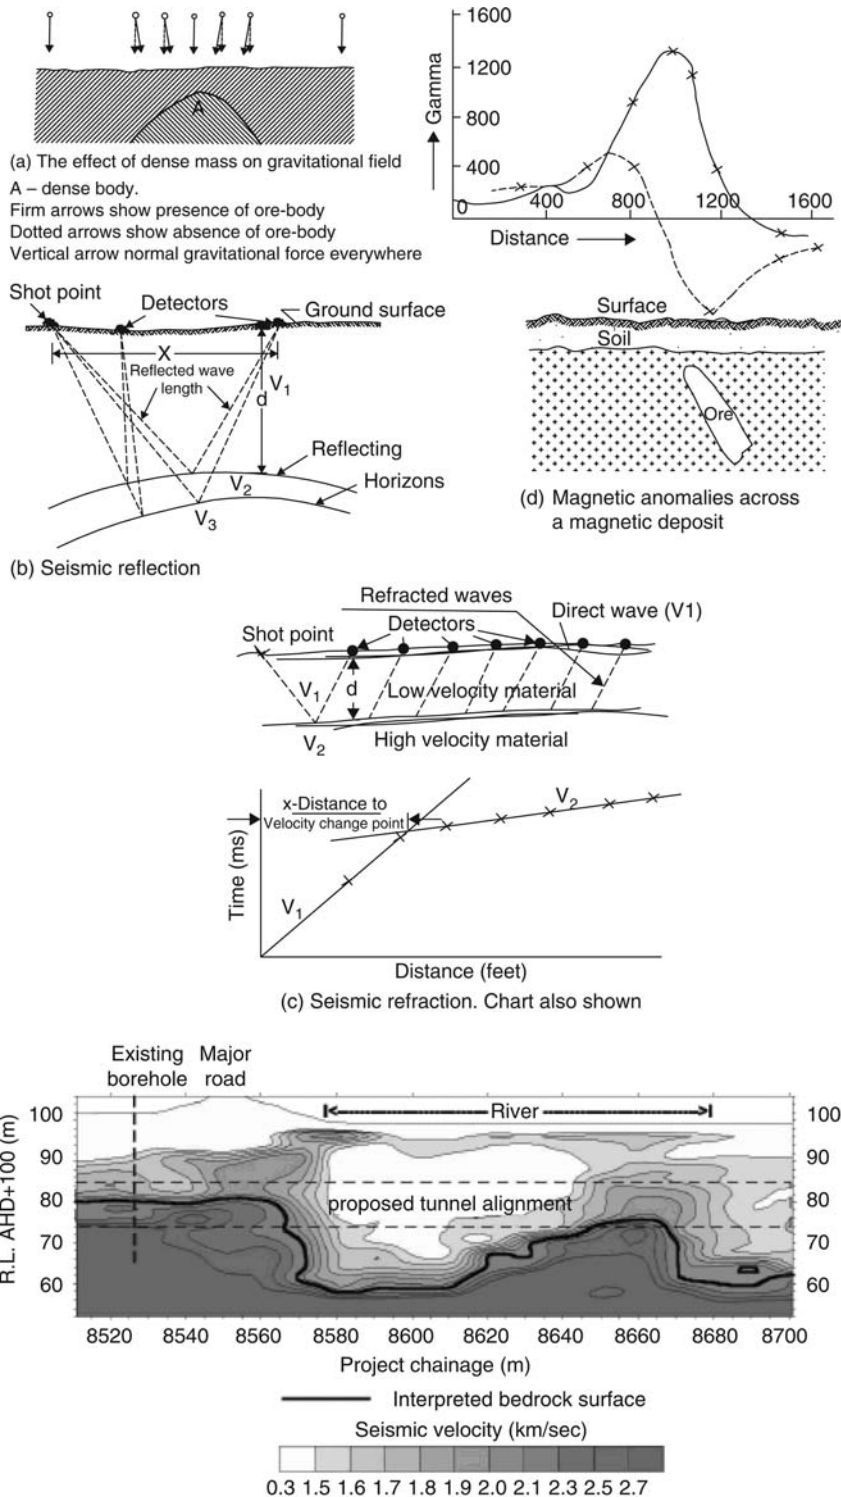 A
(a) The effect of dense mass on gravitational field
A – dense body.
Firm arrows show presence of ore-body
Dotted arrows show absence of ore-body
Vertical arrow normal gravitational force everywhere
1600
1200
800
400
0
Gamma
400 800 1200 1600
Distance
Surface
Soil
Ore
(d) Magnetic anomalies across
a magnetic deposit
Shot point
Detectors
Ground surface
X
Reflected wave
length
V1
d
Reflecting
V2
Horizons
V3
(b) Seismic reflection
Refracted waves
Direct wave (V1)
Detectors
Shot point
V1
d
Low velocity material
V2
High velocity material
x-Distance to
Velocity change point
V2
Time (ms)
V1
Distance (feet)
(c) Seismic refraction. Chart also shown
Existing
borehole
Major
road
River
100 100
90 90
80 80
70 70
60 60
R.L. AHD+100 (m)
proposed tunnel alignment
8520 8540 8560 8580 8600 8620 8640 8660 8680 8700
Project chainage (m)
Interpreted bedrock surface
Seismic velocity (km/sec)
0.3 1.5 1.6 1.7 1.8 1.9 2.0 2.1 2.3 2.5 2.7